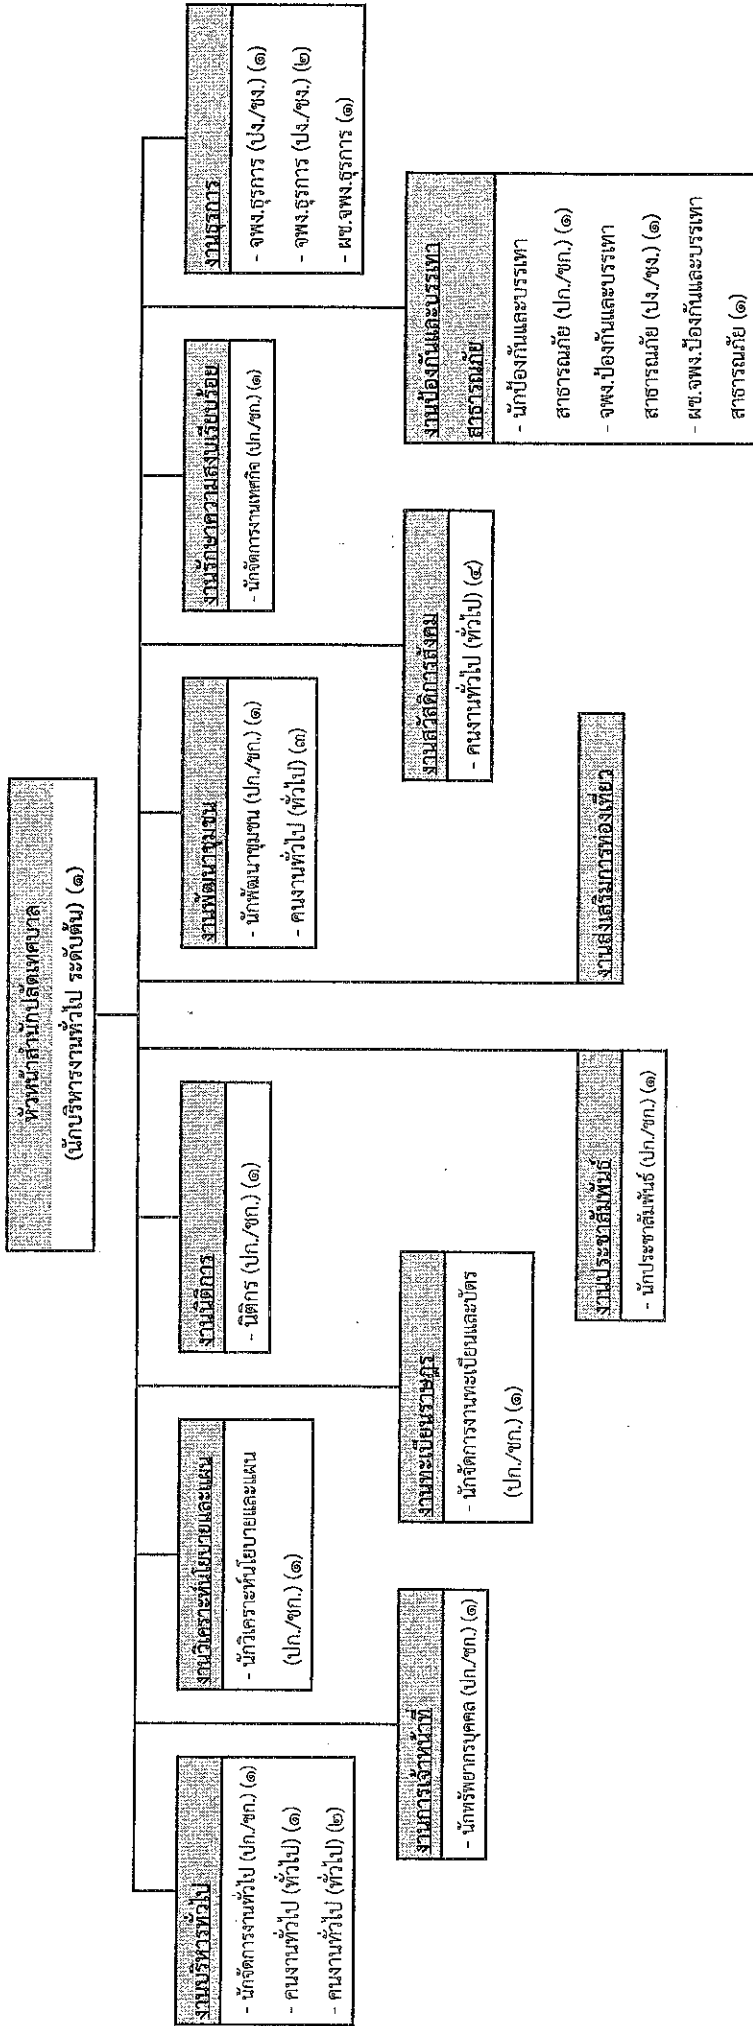 หัวหน้าสำนักปลัดเทศบาล
(นักบริหารงานทั่วไป ระดับต้น) (๑)
งานบริหารทั่วไป
- นักจัดการงานทั่วไป (ปก./ชก.) (๑)
- คนงานทั่วไป (ทั่วไป) (๑)
- คนงานทั่วไป (ทั่วไป) (๒)
งานวิเคราะห์นโยบายและแผน
- นักวิเคราะห์นโยบายและแผน
(ปก./ชก.) (๑)
งานนิติการ
- นิติกร (ปก./ชก.) (๑)
งานพัฒนาชุมชน
- นักพัฒนาชุมชน (ปก./ชก.) (๑)
- คนงานทั่วไป (ทั่วไป) (๓)
งานรักษาความสงบเรียบร้อย
- นักจัดการงานเทศกิจ (ปก./ชก.) (๑)
งานธุรการ
- จพง.ธุรการ (ปง./ชง.) (๑)
- จพง.ธุรการ (ปง./ชง.) (๒)
- ผช.จพง.ธุรการ (๑)
งานการเจ้าหน้าที่
- นักทรัพยากรบุคคล (ปก./ชก.) (๑)
งานทะเบียนราษฎร
- นักจัดการงานทะเบียนและบัตร
(ปก./ชก.) (๑)
งานสวัสดิการสังคม
- คนงานทั่วไป (ทั่วไป) (๔)
งานป้องกันและบรรเทา
สาธารณภัย
- นักป้องกันและบรรเทา
สาธารณภัย (ปก./ชก.) (๑)
- จพง.ป้องกันและบรรเทา
สาธารณภัย (ปง./ชง.) (๑)
- ผช.จพง.ป้องกันและบรรเทา
สาธารณภัย (๑)
งานประชาสัมพันธ์
- นักประชาสัมพันธ์ (ปก./ชก.) (๑)
งานส่งเสริมการท่องเที่ยว